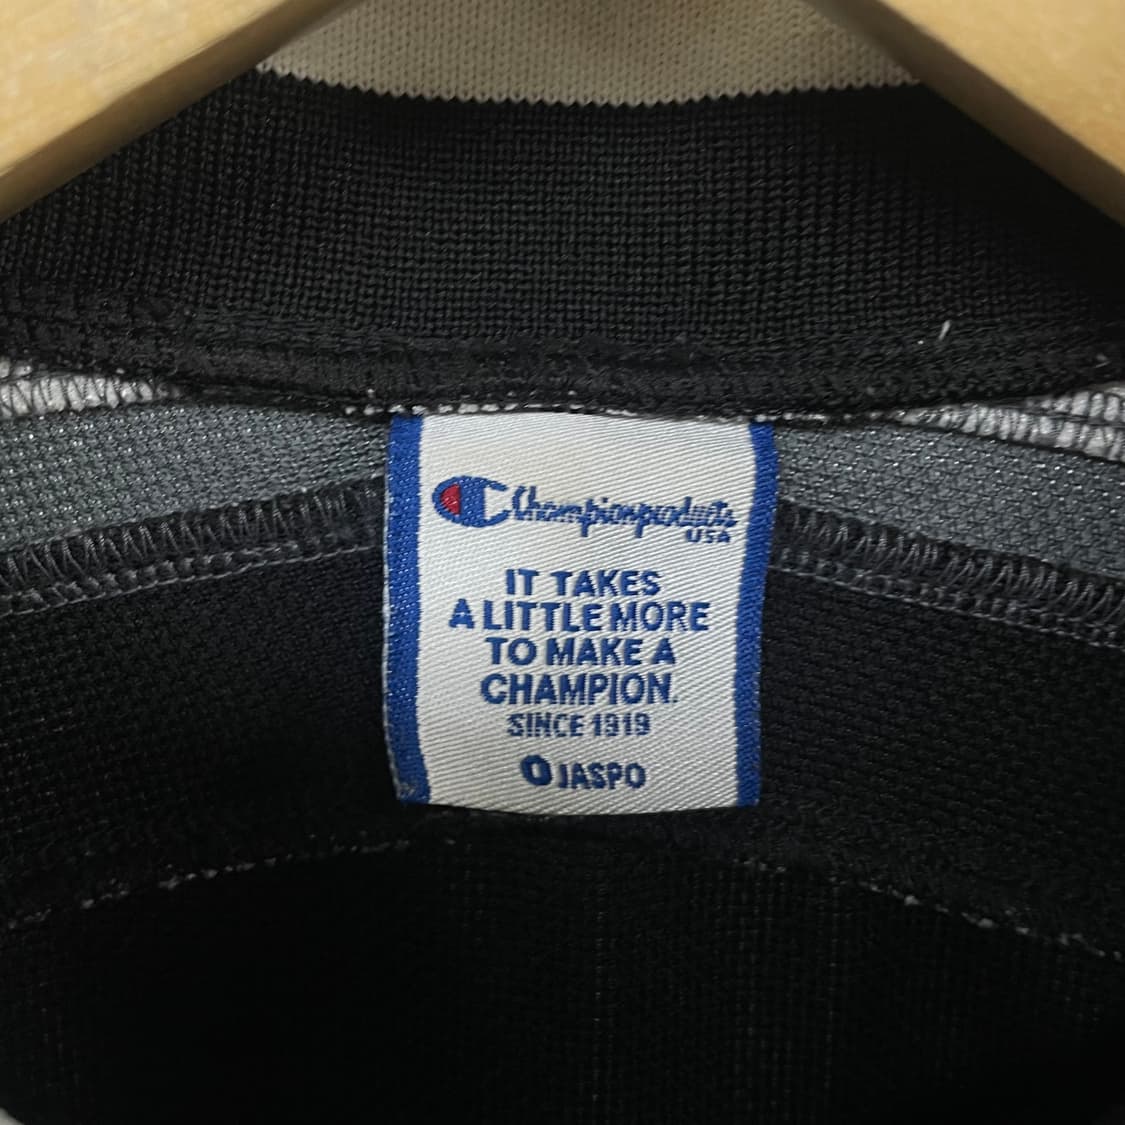 Championproducts
USA
IT TAKES
A LITTLE MORE
TO MAKE A
CHAMPION.
SINCE 1919
O JASPO